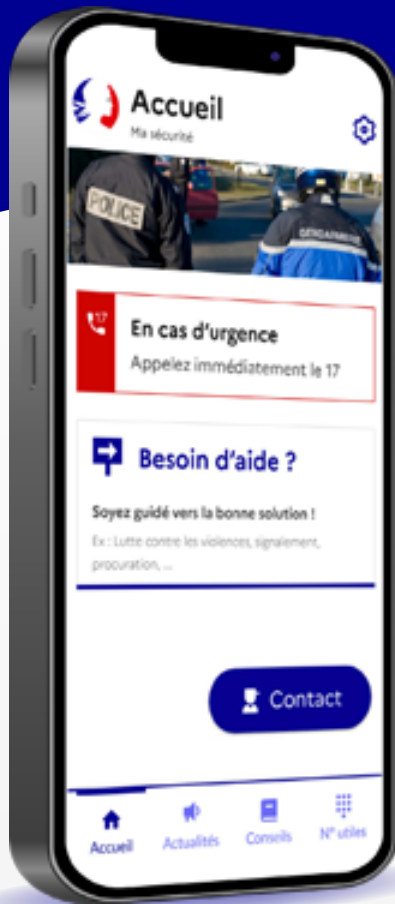 Accueil
Ma sécurité
POLICE
GENDARMERIE
17
En cas d'urgence
Appelez immédiatement le 17
Besoin d'aide ?
Soyez guidé vers la bonne solution !
Ex : Lutte contre les violences, signalement,
procuration, ...
Contact
Accueil
Actualités
Conseils
N° utiles